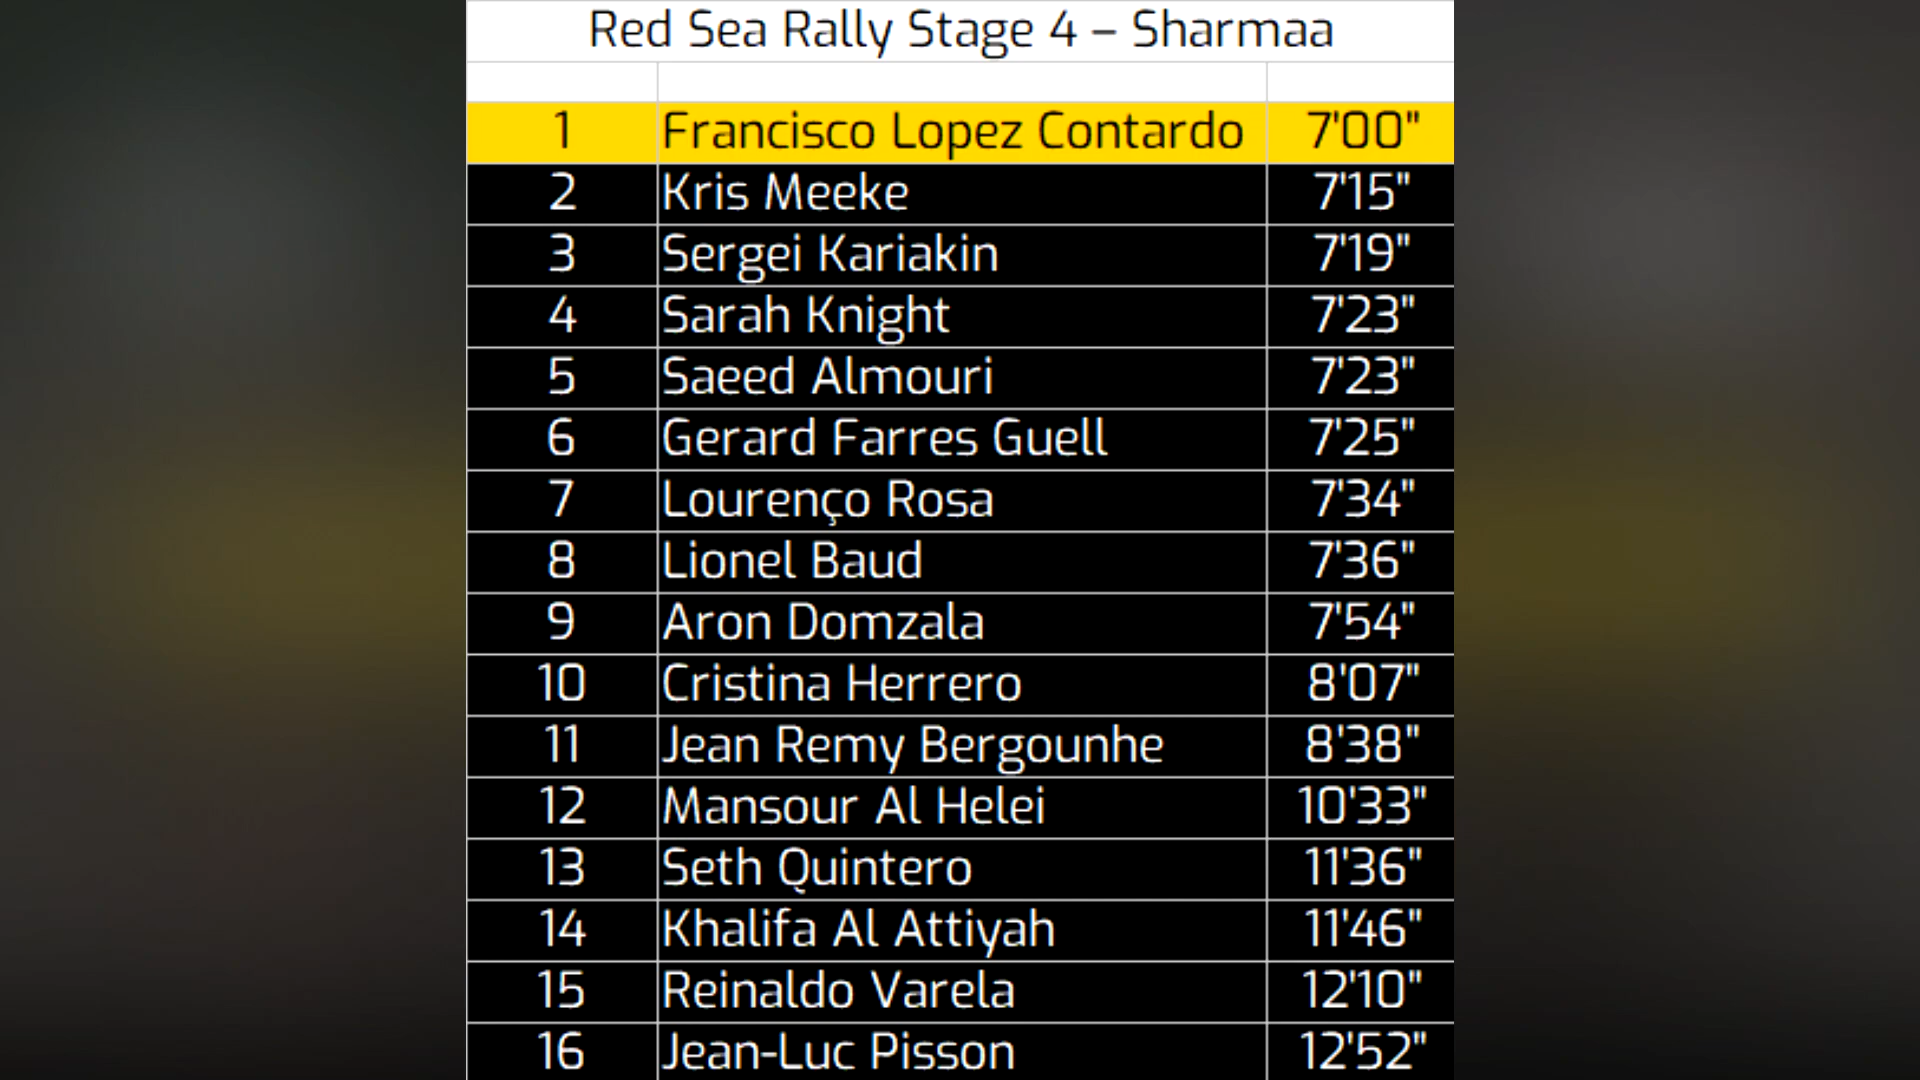 Red Sea Rally Stage 4 – Sharmaa
1 Francisco Lopez Contardo 7'00"
2 Kris Meeke 7'15"
3 Sergei Kariakin 7'19"
4 Sarah Knight 7'23"
5 Saeed Almouri 7'23"
6 Gerard Farres Guell 7'25"
7 Lourenço Rosa 7'34"
8 Lionel Baud 7'36"
9 Aron Domzala 7'54"
10 Cristina Herrero 8'07"
11 Jean Remy Bergounhe 8'38"
12 Mansour Al Helei 10'33"
13 Seth Quintero 11'36"
14 Khalifa Al Attiyah 11'46"
15 Reinaldo Varela 12'10"
16 Jean-Luc Pisson 12'52"